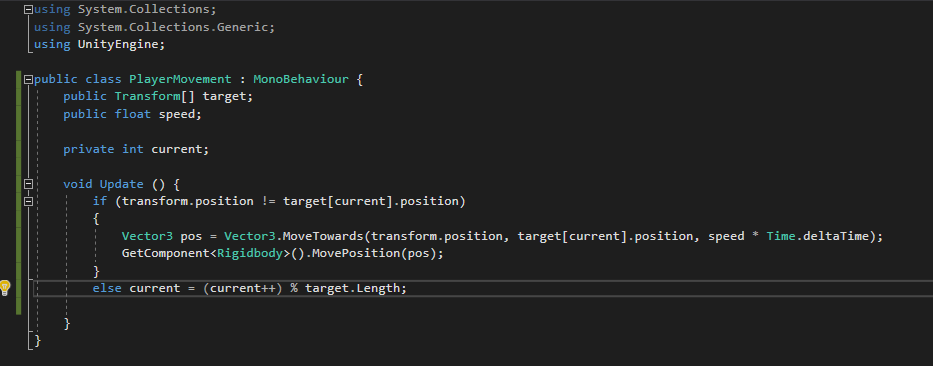 using System.Collections;
using System.Collections.Generic;
using UnityEngine;
public class PlayerMovement : MonoBehaviour {
public Transform[] target;
public float speed;
private int current;
void Update () {
if (transform.position != target[current].position)
{
Vector3 pos = Vector3.MoveTowards(transform.position, target[current].position, speed * Time.deltaTime);
GetComponent<Rigidbody>().MovePosition(pos);
}
else current = (current++) % target.Length;
}
}